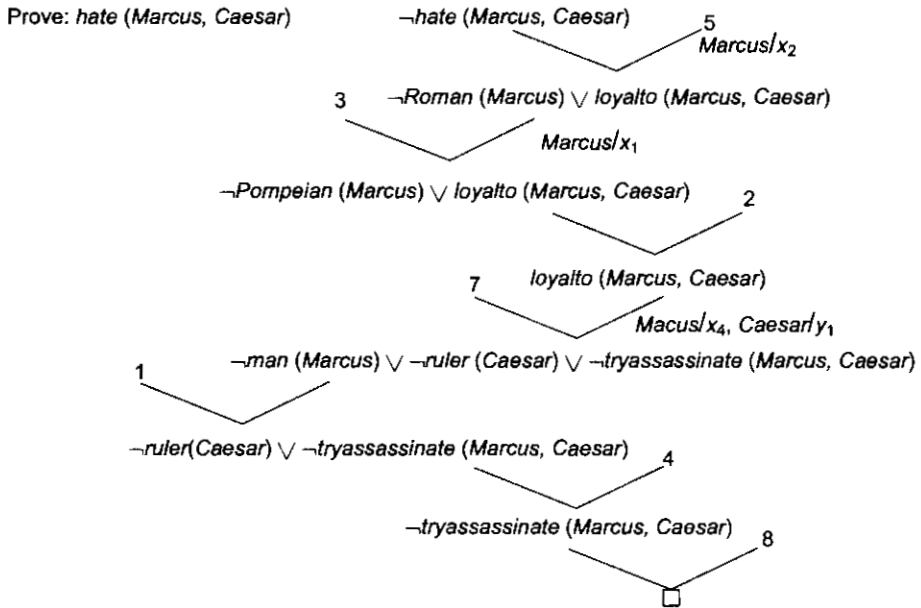 Prove: hate (Marcus, Caesar) ¬hate (Marcus, Caesar) 5
Marcus/x₂
3 ¬Roman (Marcus) ∨ loyalto (Marcus, Caesar)
Marcus/x₁
¬Pompeian (Marcus) ∨ loyalto (Marcus, Caesar) 2
7 loyalto (Marcus, Caesar)
Macus/x₄, Caesar/y₁
1 ¬man (Marcus) ∨ ¬ruler (Caesar) ∨ ¬tryassassinate (Marcus, Caesar)
¬ruler(Caesar) ∨ ¬tryassassinate (Marcus, Caesar) 4
¬tryassassinate (Marcus, Caesar) 8